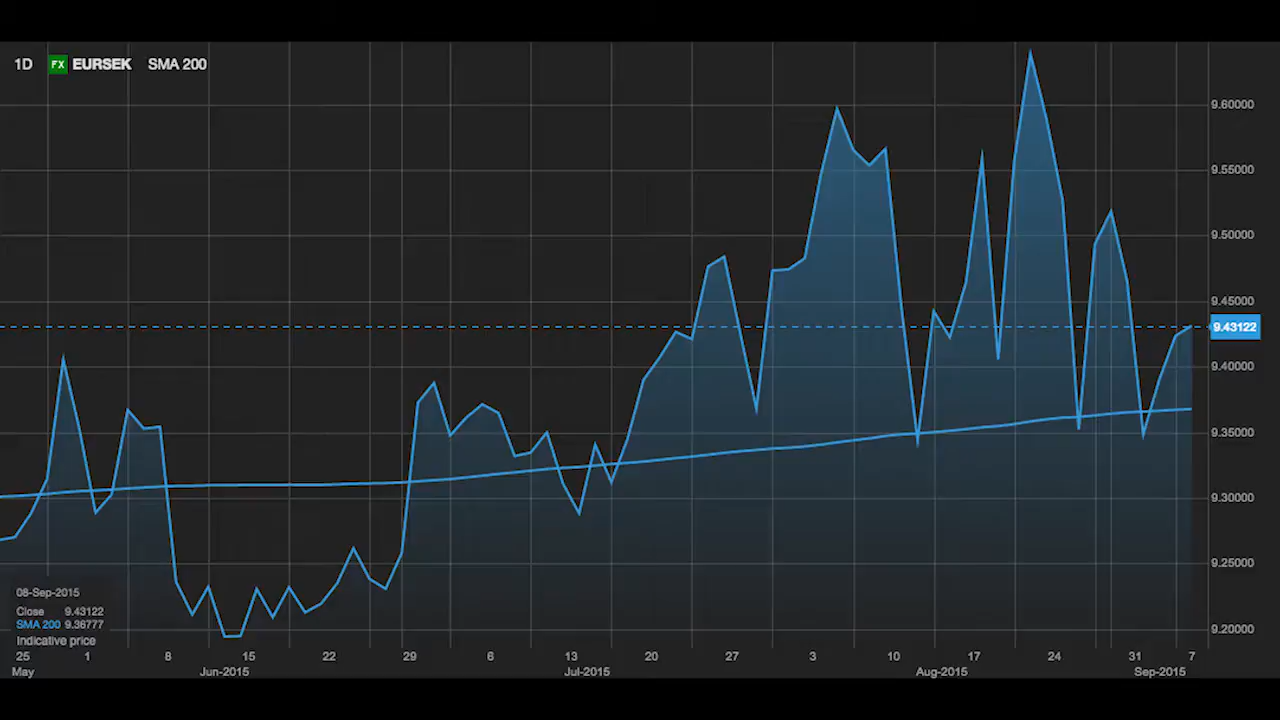 1D FX EURSEK SMA 200
9.60000
9.55000
9.50000
9.45000
9.43122
9.40000
9.35000
9.30000
9.25000
9.20000
08-Sep-2015
Close 9.43122
SMA 200 9.36777
Indicative price
25 1 8 15 22 29 6 13 20 27 3 10 17 24 31 7
May Jun-2015 Jul-2015 Aug-2015 Sep-2015